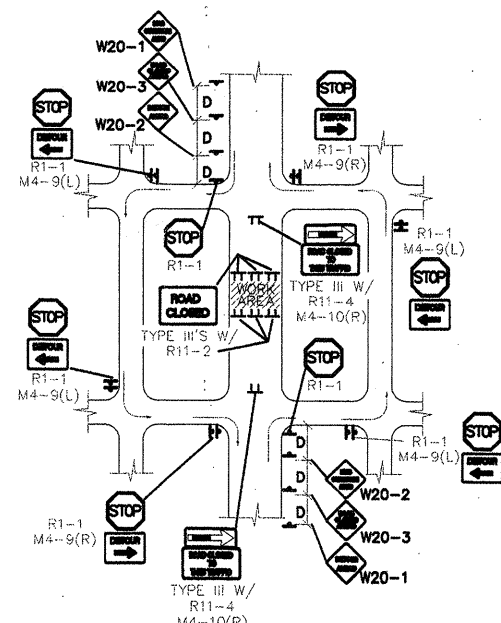 W20-1
W20-3
W20-2
D
D
D
STOP
DETOUR
R1-1
M4-9(L)
STOP
DETOUR
R1-1
M4-9(R)
STOP
R1-1
ROAD
CLOSED
TYPE III'S W/
R11-2
WORK
AREA
ROAD CLOSED
TO
THRU TRAFFIC
TYPE III W/
R11-4
M4-10(R)
R1-1
M4-9(L)
STOP
DETOUR
STOP
DETOUR
R1-1
M4-9(L)
STOP
R1-1
D
D
D
W20-2
W20-3
W20-1
R1-1
M4-9(L)
STOP
DETOUR
STOP
DETOUR
R1-1
M4-9(R)
ROAD CLOSED
TO
THRU TRAFFIC
TYPE III W/
R11-4
M4-10(R)